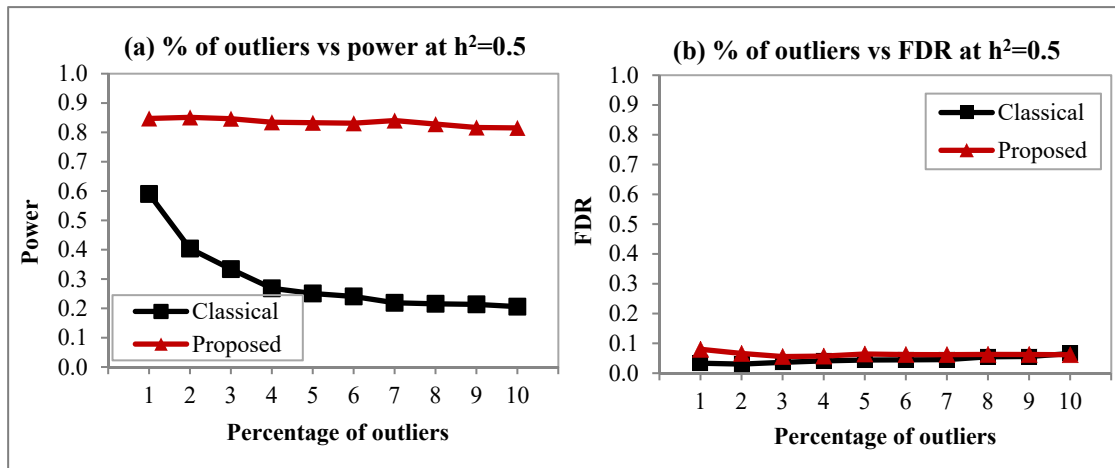 (a) % of outliers vs power at h²=0.5
1.0
0.9
0.8
0.7
0.6
0.5
0.4
0.3
0.2
0.1
0.0
Power
Classical
Proposed
1 2 3 4 5 6 7 8 9 10
Percentage of outliers
(b) % of outliers vs FDR at h²=0.5
1.0
0.9
0.8
0.7
0.6
0.5
0.4
0.3
0.2
0.1
0.0
FDR
Classical
Proposed
1 2 3 4 5 6 7 8 9 10
Percentage of outliers